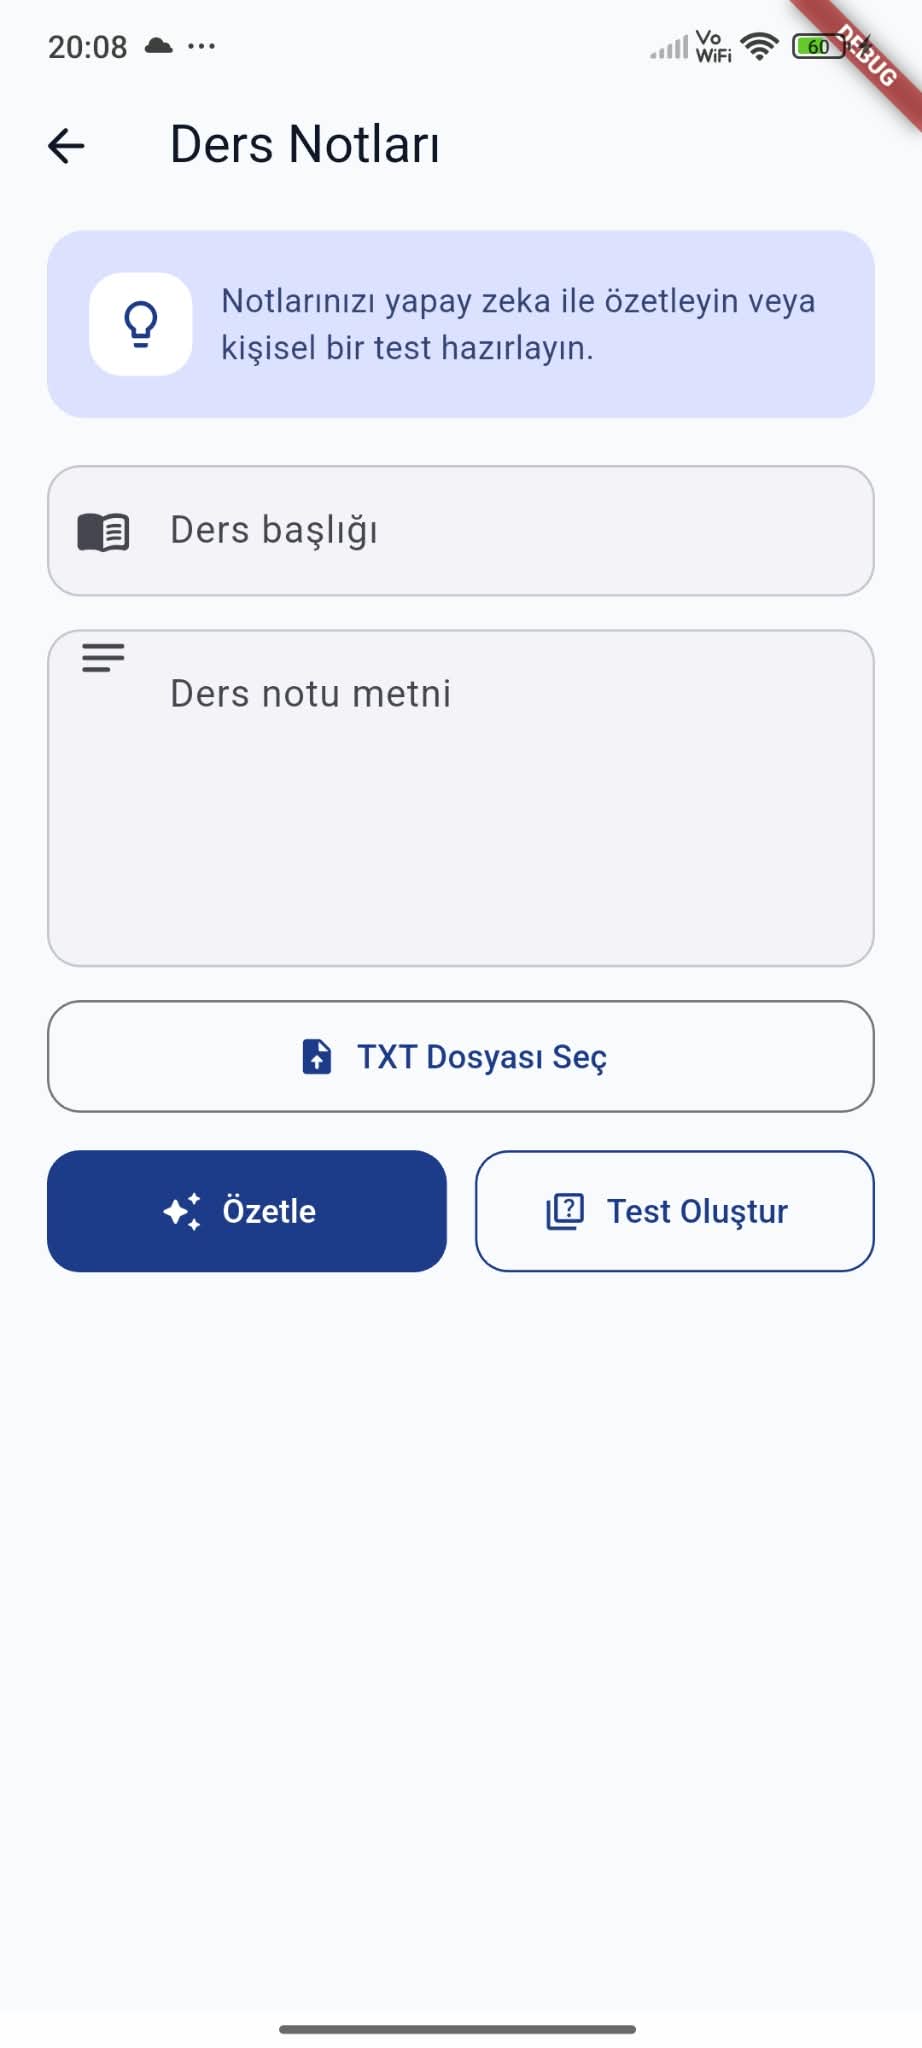 20:08
Vo
WiFi
60
DEBUG
Ders Notları
Notlarınızı yapay zeka ile özetleyin veya
kişisel bir test hazırlayın.
Ders başlığı
Ders notu metni
TXT Dosyası Seç
Özetle
Test Oluştur